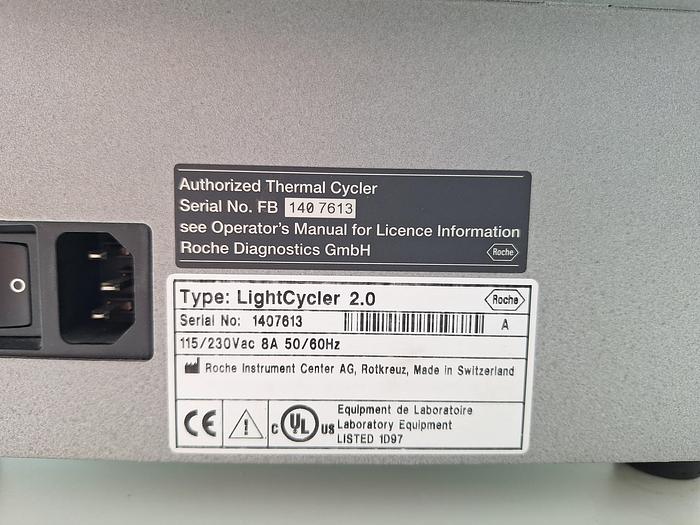 Authorized Thermal Cycler
Serial No. FB 140 7613
see Operator's Manual for Licence Information
Roche Diagnostics GmbH
Roche
Type: LightCycler 2.0
Roche
Serial No: 1407613
A
115/230Vac 8A 50/60Hz
Roche Instrument Center AG, Rotkreuz, Made in Switzerland
CE
C UL US
Equipment de Laboratoire
Laboratory Equipment
LISTED 1D97
O